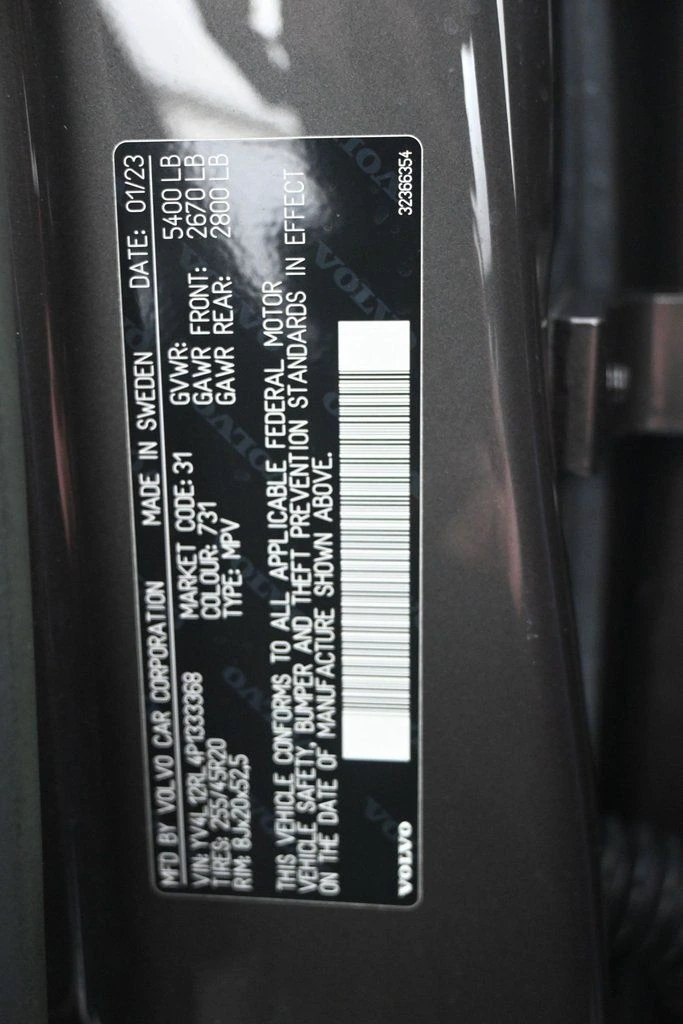 MFD BY VOLVO CAR CORPORATION MADE IN SWEDEN DATE: 01/23
VIN: YV4L12RL4P1333368 MARKET CODE: 31 GVWR: 5400 LB
TIRES: 255/45R20 COLOUR: 731 GAWR FRONT: 2670 LB
RIM: 8Jx20x52,5 TYPE: MPV GAWR REAR: 2800 LB
THIS VEHICLE CONFORMS TO ALL APPLICABLE FEDERAL MOTOR
VEHICLE SAFETY, BUMPER AND THEFT PREVENTION STANDARDS IN EFFECT
ON THE DATE OF MANUFACTURE SHOWN ABOVE.
VOLVO 32366354